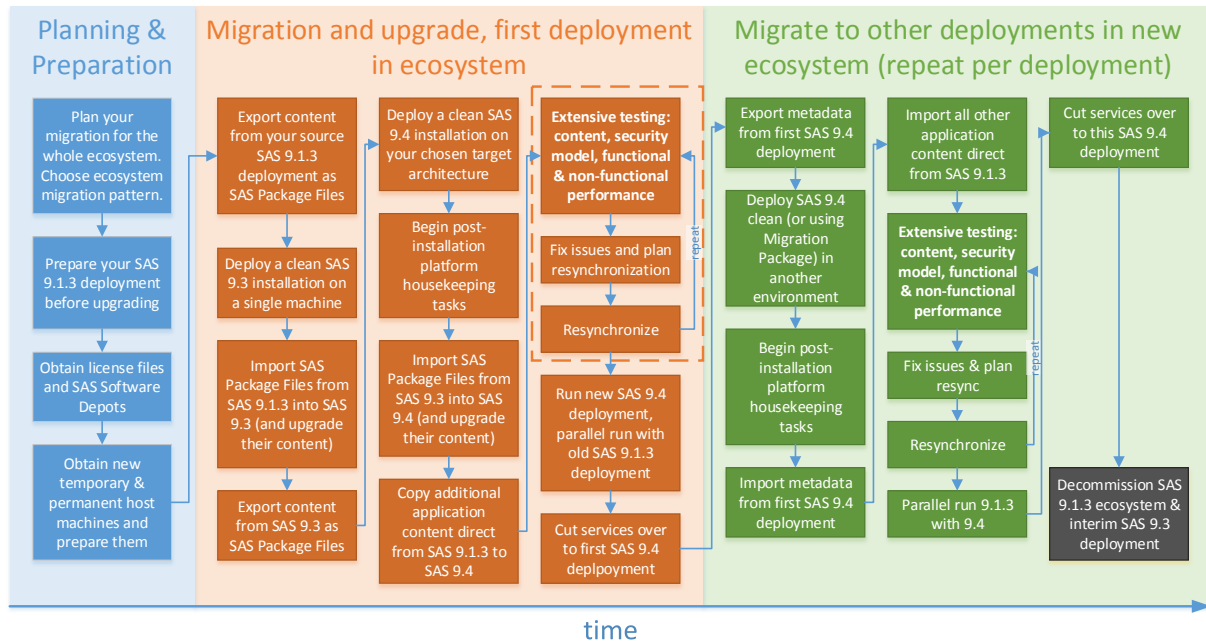 Planning &
Preparation
Plan your
migration for the
whole ecosystem.
Choose ecosystem
migration pattern.
Prepare your SAS
9.1.3 deployment
before upgrading
Obtain license files
and SAS Software
Depots
Obtain new
temporary &
permanent host
machines and
prepare them
Migration and upgrade, first deployment
in ecosystem
Export content
from your source
SAS 9.1.3
deployment as
SAS Package Files
Deploy a clean SAS
9.3 installation on
a single machine
Import SAS
Package Files from
SAS 9.1.3 into SAS
9.3 (and upgrade
their content)
Export content
from SAS 9.3 as
SAS Package Files
Deploy a clean SAS
9.4 installation on
your chosen target
architecture
Begin post-
installation
platform
housekeeping
tasks
Import SAS
Package Files from
SAS 9.3 into SAS
9.4 (and upgrade
their content)
Copy additional
application
content direct
from SAS 9.1.3 to
SAS 9.4
Extensive testing:
content, security
model, functional
& non-functional
performance
Fix issues and plan
resynchronization
Resynchronize
repeat
Run new SAS 9.4
deployment,
parallel run with
old SAS 9.1.3
deployment
Cut services over
to first SAS 9.4
deplpoyment
Migrate to other deployments in new
ecosystem (repeat per deployment)
Export metadata
from first SAS 9.4
deployment
Deploy SAS 9.4
clean (or using
Migration
Package) in
another
environment
Begin post-
installation
platform
housekeeping
tasks
Import metadata
from first SAS 9.4
deployment
Import all other
application
content direct
from SAS 9.1.3
Extensive testing:
content, security
model, functional
& non-functional
performance
Fix issues & plan
resync
Resynchronize
repeat
Parallel run 9.1.3
with 9.4
Cut services over
to this SAS 9.4
deployment
Decommission SAS
9.1.3 ecosystem &
interim SAS 9.3
deployment
time